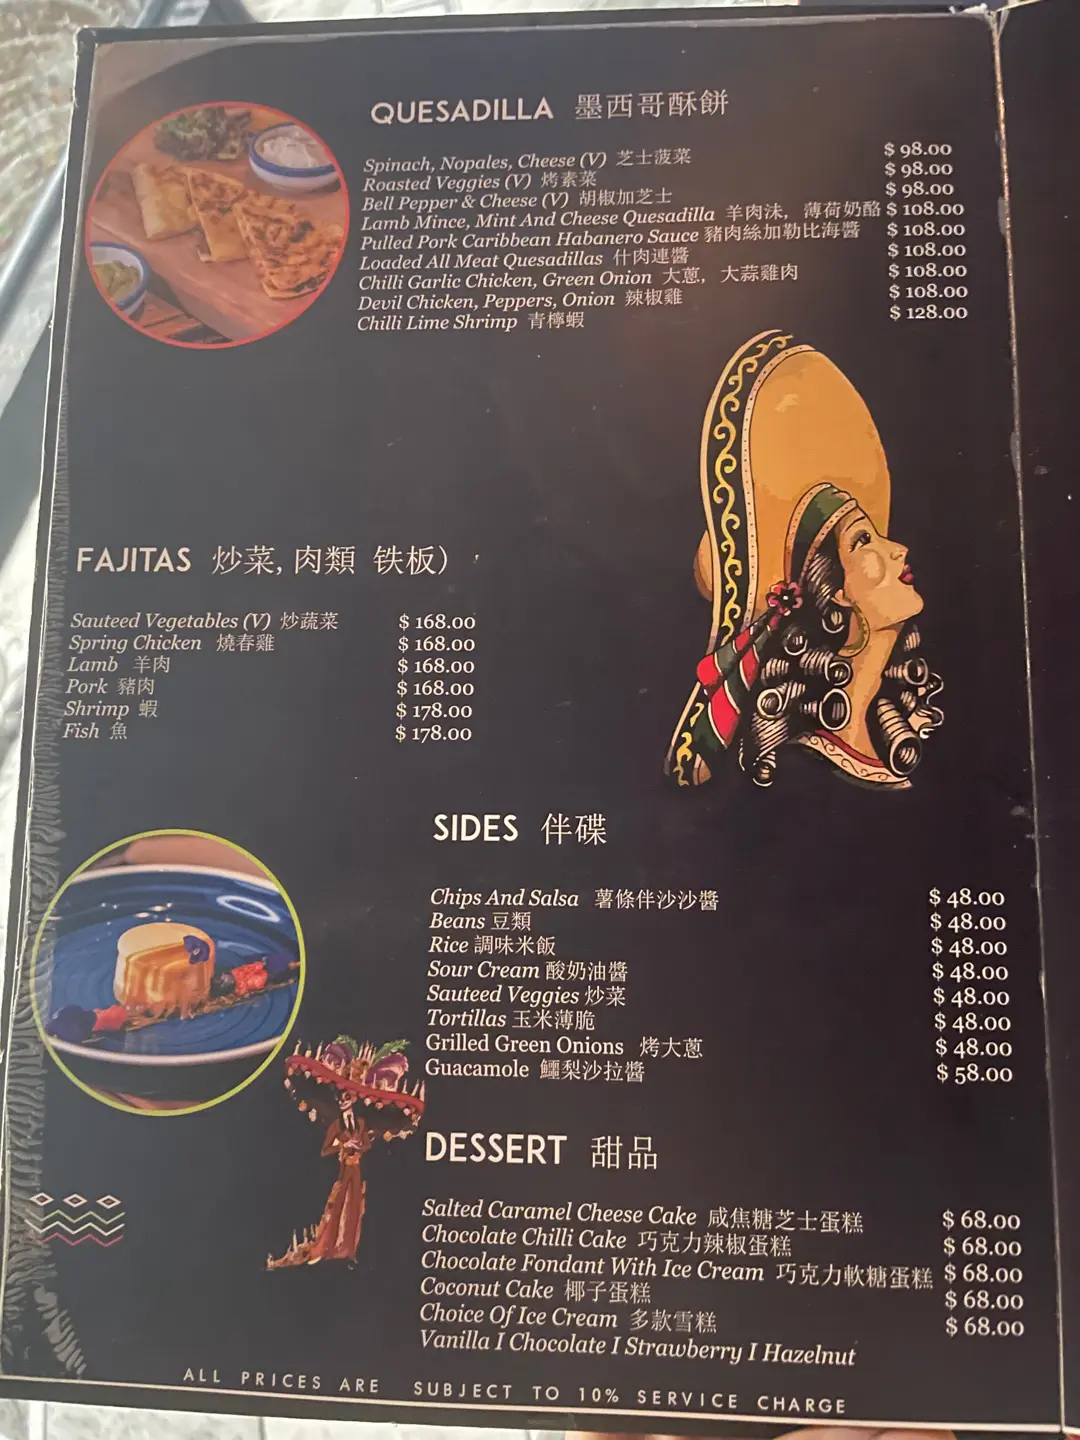 QUESADILLA 墨西哥酥餅
Spinach, Nopales, Cheese (V) 芝士菠菜 $ 98.00
Roasted Veggies (V) 烤素菜 $ 98.00
Bell Pepper & Cheese (V) 胡椒加芝士 $ 98.00
Lamb Mince, Mint And Cheese Quesadilla 羊肉沬，薄荷奶酪 $ 108.00
Pulled Pork Caribbean Habanero Sauce 豬肉絲加勒比海醬 $ 108.00
Loaded All Meat Quesadillas 什肉連醬 $ 108.00
Chilli Garlic Chicken, Green Onion 大蔥，大蒜雞肉 $ 108.00
Devil Chicken, Peppers, Onion 辣椒雞 $ 108.00
Chilli Lime Shrimp 青檸蝦 $ 128.00
FAJITAS 炒菜, 肉類 铁板）
Sauteed Vegetables (V) 炒蔬菜 $ 168.00
Spring Chicken 燒春雞 $ 168.00
Lamb 羊肉 $ 168.00
Pork 豬肉 $ 168.00
Shrimp 蝦 $ 178.00
Fish 魚 $ 178.00
SIDES 伴碟
Chips And Salsa 薯條伴沙沙醬 $ 48.00
Beans 豆類 $ 48.00
Rice 調味米飯 $ 48.00
Sour Cream 酸奶油醬 $ 48.00
Sauteed Veggies 炒菜 $ 48.00
Tortillas 玉米薄脆 $ 48.00
Grilled Green Onions 烤大蔥 $ 48.00
Guacamole 鱷梨沙拉醬 $ 58.00
DESSERT 甜品
Salted Caramel Cheese Cake 咸焦糖芝士蛋糕 $ 68.00
Chocolate Chilli Cake 巧克力辣椒蛋糕 $ 68.00
Chocolate Fondant With Ice Cream 巧克力軟糖蛋糕 $ 68.00
Coconut Cake 椰子蛋糕 $ 68.00
Choice Of Ice Cream 多款雪糕 $ 68.00
Vanilla I Chocolate I Strawberry I Hazelnut
ALL PRICES ARE SUBJECT TO 10% SERVICE CHARGE